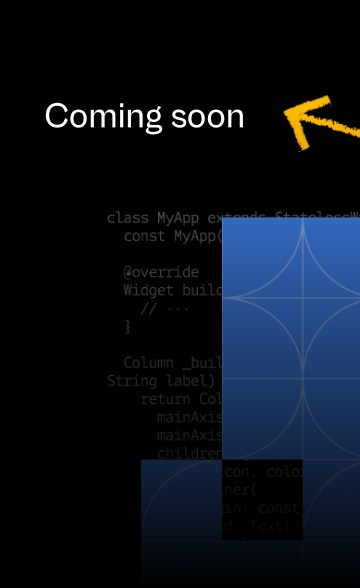 Coming soon
class MyApp extends StatelessW
const MyApp(
@override
Widget build
// ···
}
Column _buil
String label)
return Col
mainAxis
mainAxis
children
con, colo
ner(
in: const
d: Text(